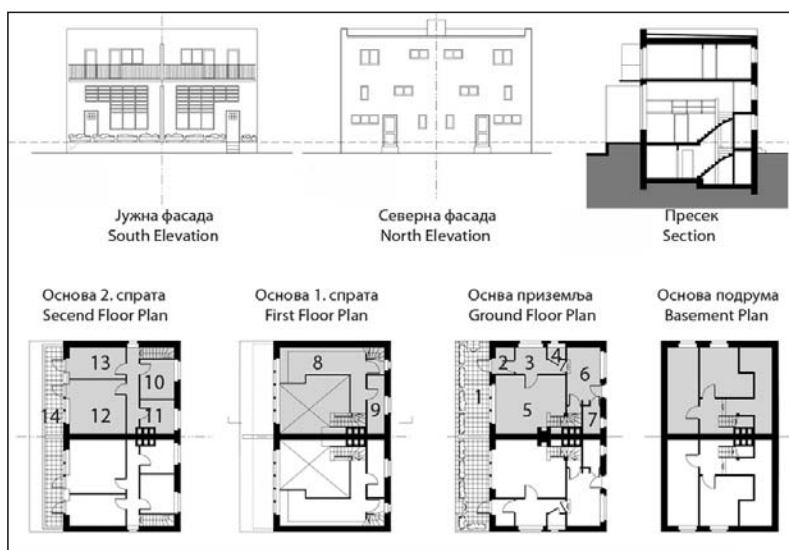 Јужна фасада
South Elevation
Северна фасада
North Elevation
Пресек
Section
Основа 2. спрата
Secend Floor Plan
Основа 1. спрата
First Floor Plan
Оснва приземља
Ground Floor Plan
Основа подрума
Basement Plan
13
10
14
12
11
8
9
2
3
4
1
6
5
7